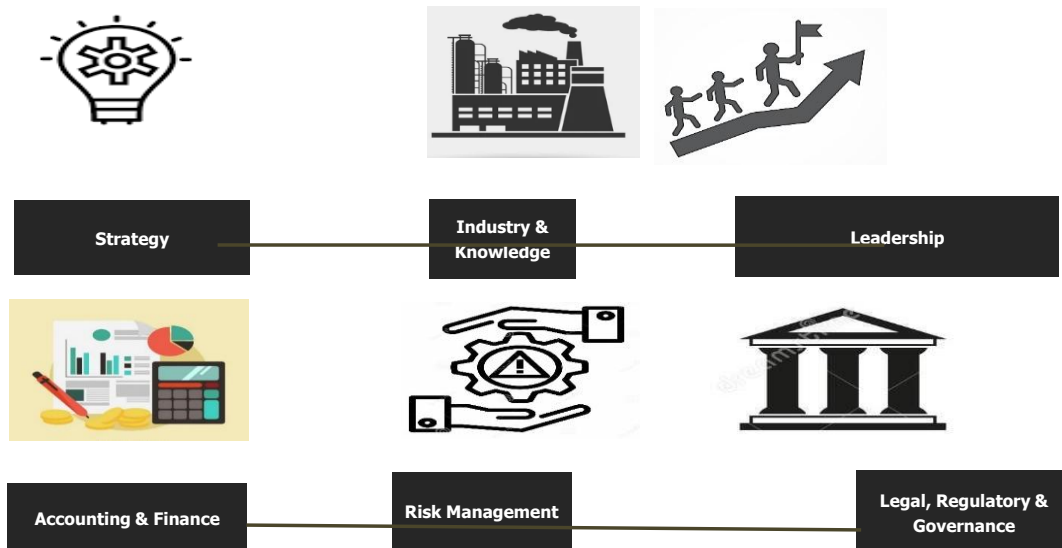 Strategy
Industry &
Knowledge
Leadership
Accounting & Finance
Risk Management
Legal, Regulatory &
Governance